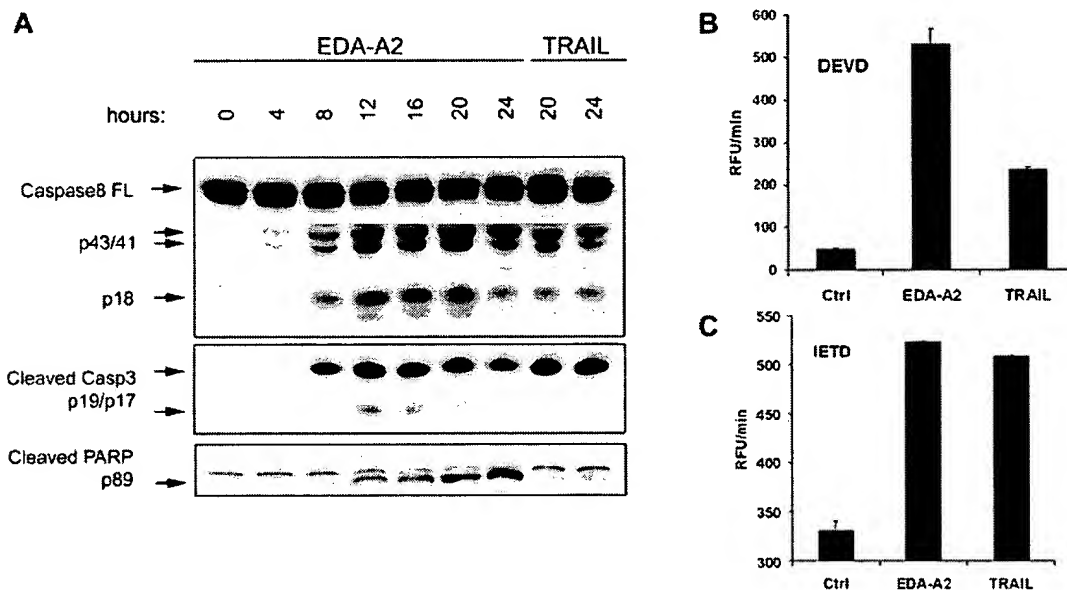 A
EDA-A2 TRAIL
hours: 0 4 8 12 16 20 24 20 24
Caspase8 FL
p43/41
p18
Cleaved Casp3
p19/p17
Cleaved PARP
p89
B
DEVD
RFU/min
600
500
400
300
200
100
0
Ctrl EDA-A2 TRAIL
C
IETD
RFU/min
550
500
450
400
350
300
Ctrl EDA-A2 TRAIL